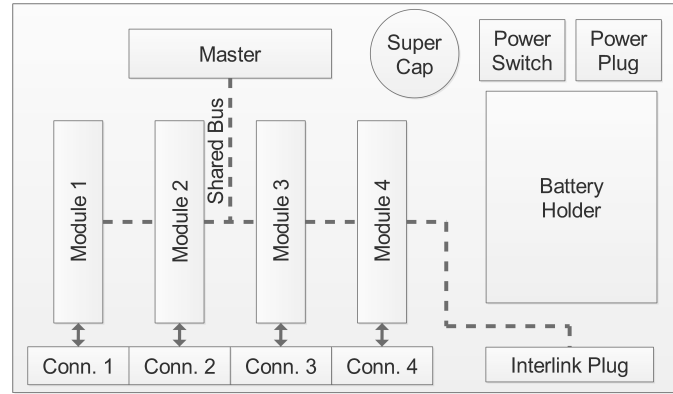 Master
Super
Cap
Power
Switch
Power
Plug
Shared Bus
Module 1
Module 2
Module 3
Module 4
Battery
Holder
Conn. 1
Conn. 2
Conn. 3
Conn. 4
Interlink Plug